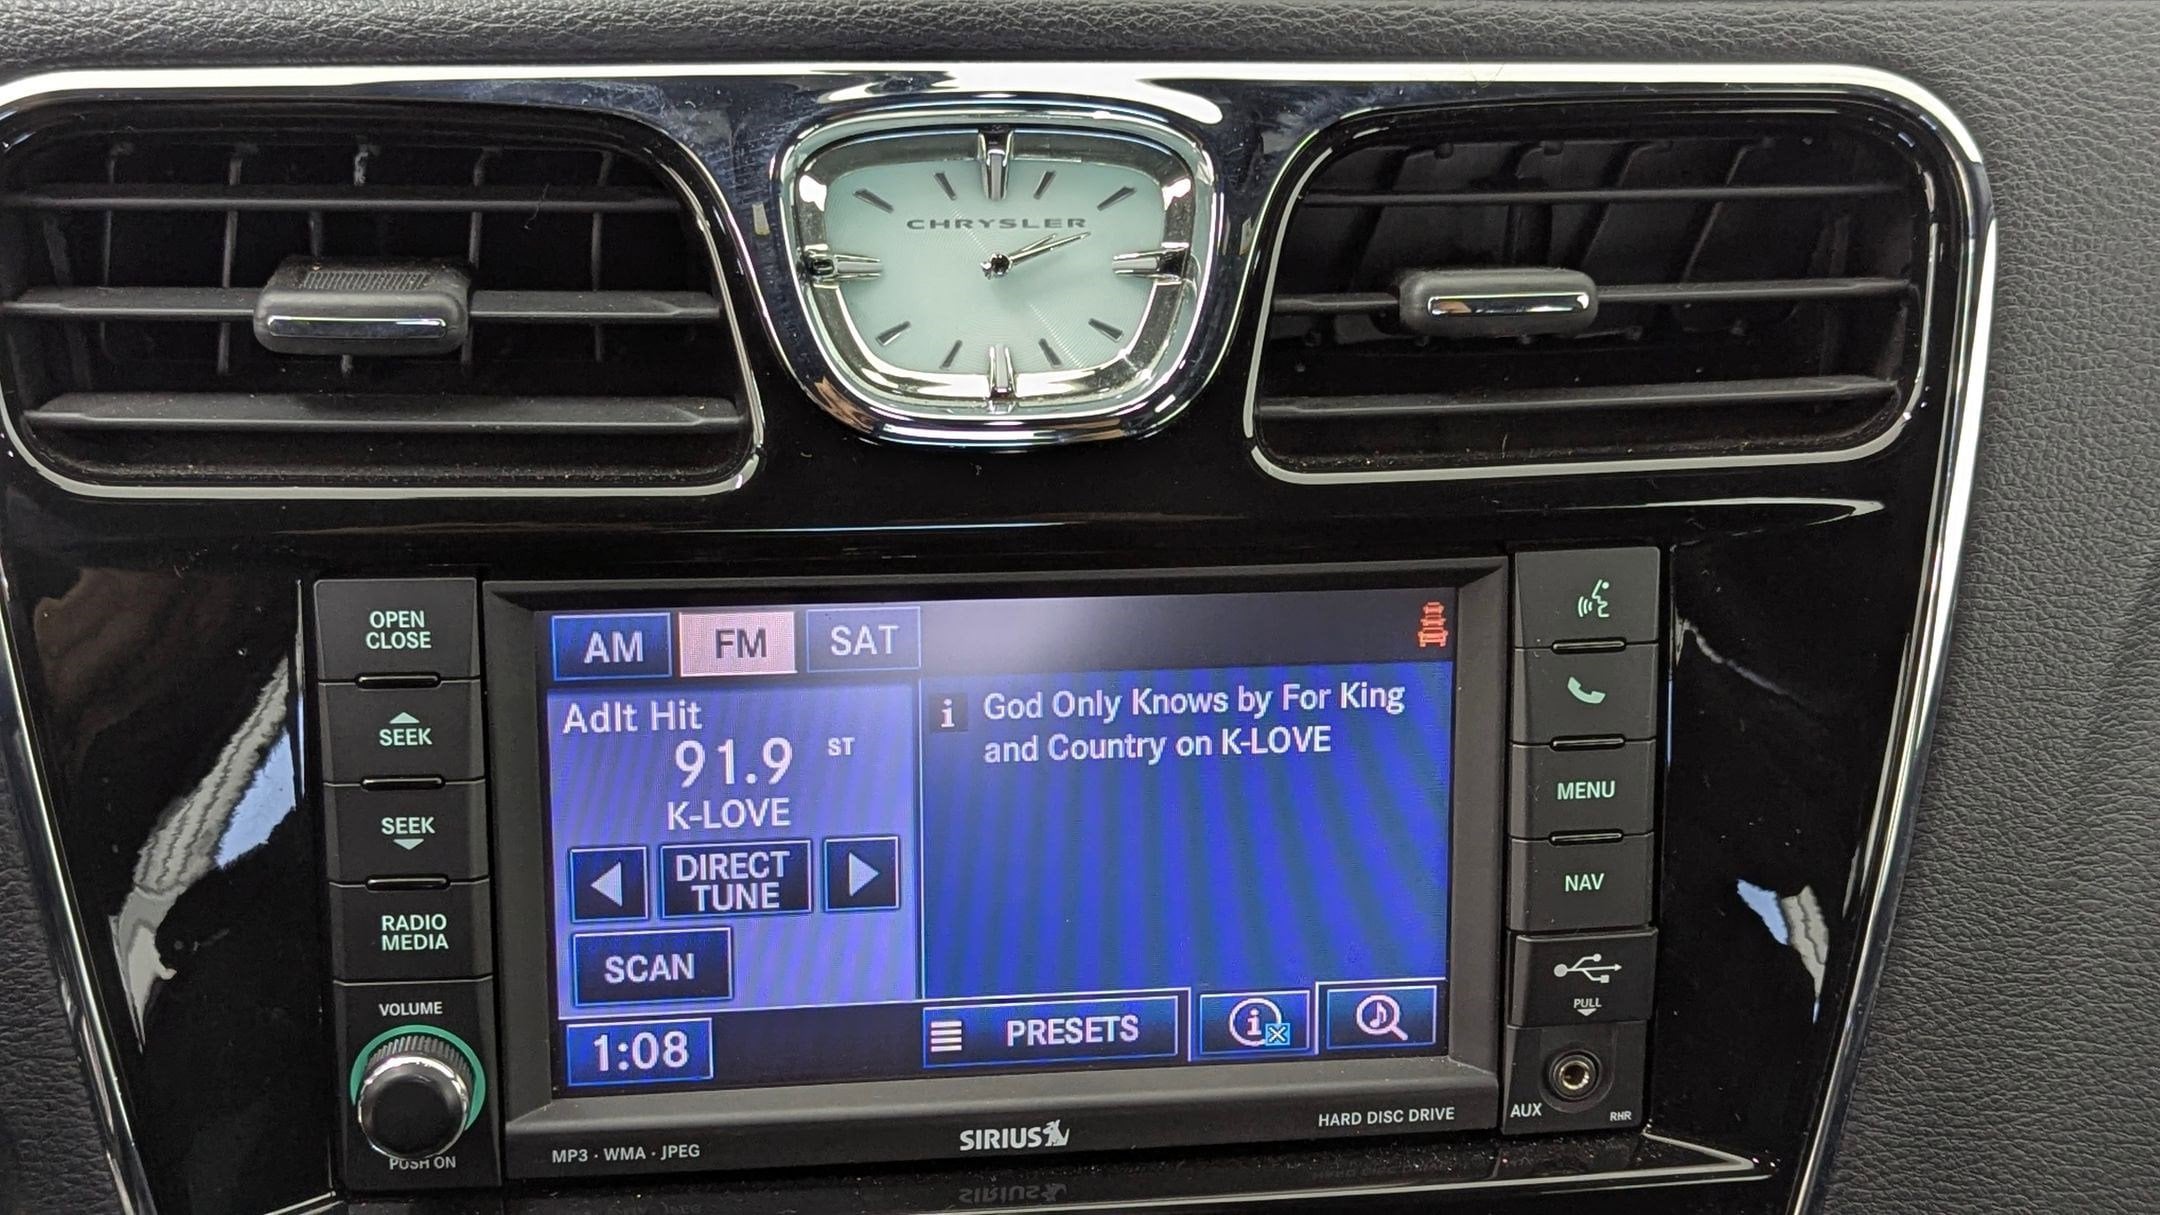 CHRYSLER
OPEN
CLOSE
SEEK
SEEK
RADIO
MEDIA
VOLUME
PUSH ON
AM FM SAT
Adlt Hit
91.9 ST
K-LOVE
DIRECT
TUNE
SCAN
1:08
i God Only Knows by For King
and Country on K-LOVE
PRESETS
i
MENU
NAV
PULL
AUX
RHR
MP3 · WMA · JPEG
SIRIUS
HARD DISC DRIVE